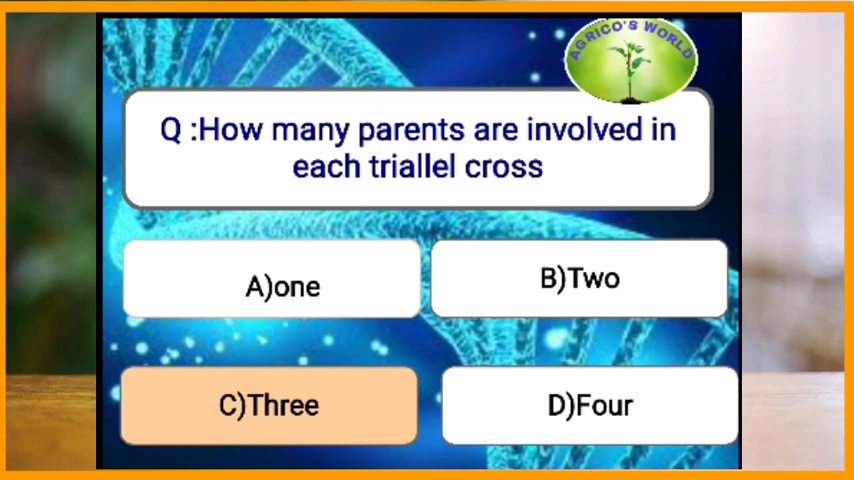 AGRICO'S WORLD
Q :How many parents are involved in
each triallel cross
A)one
B)Two
C)Three
D)Four